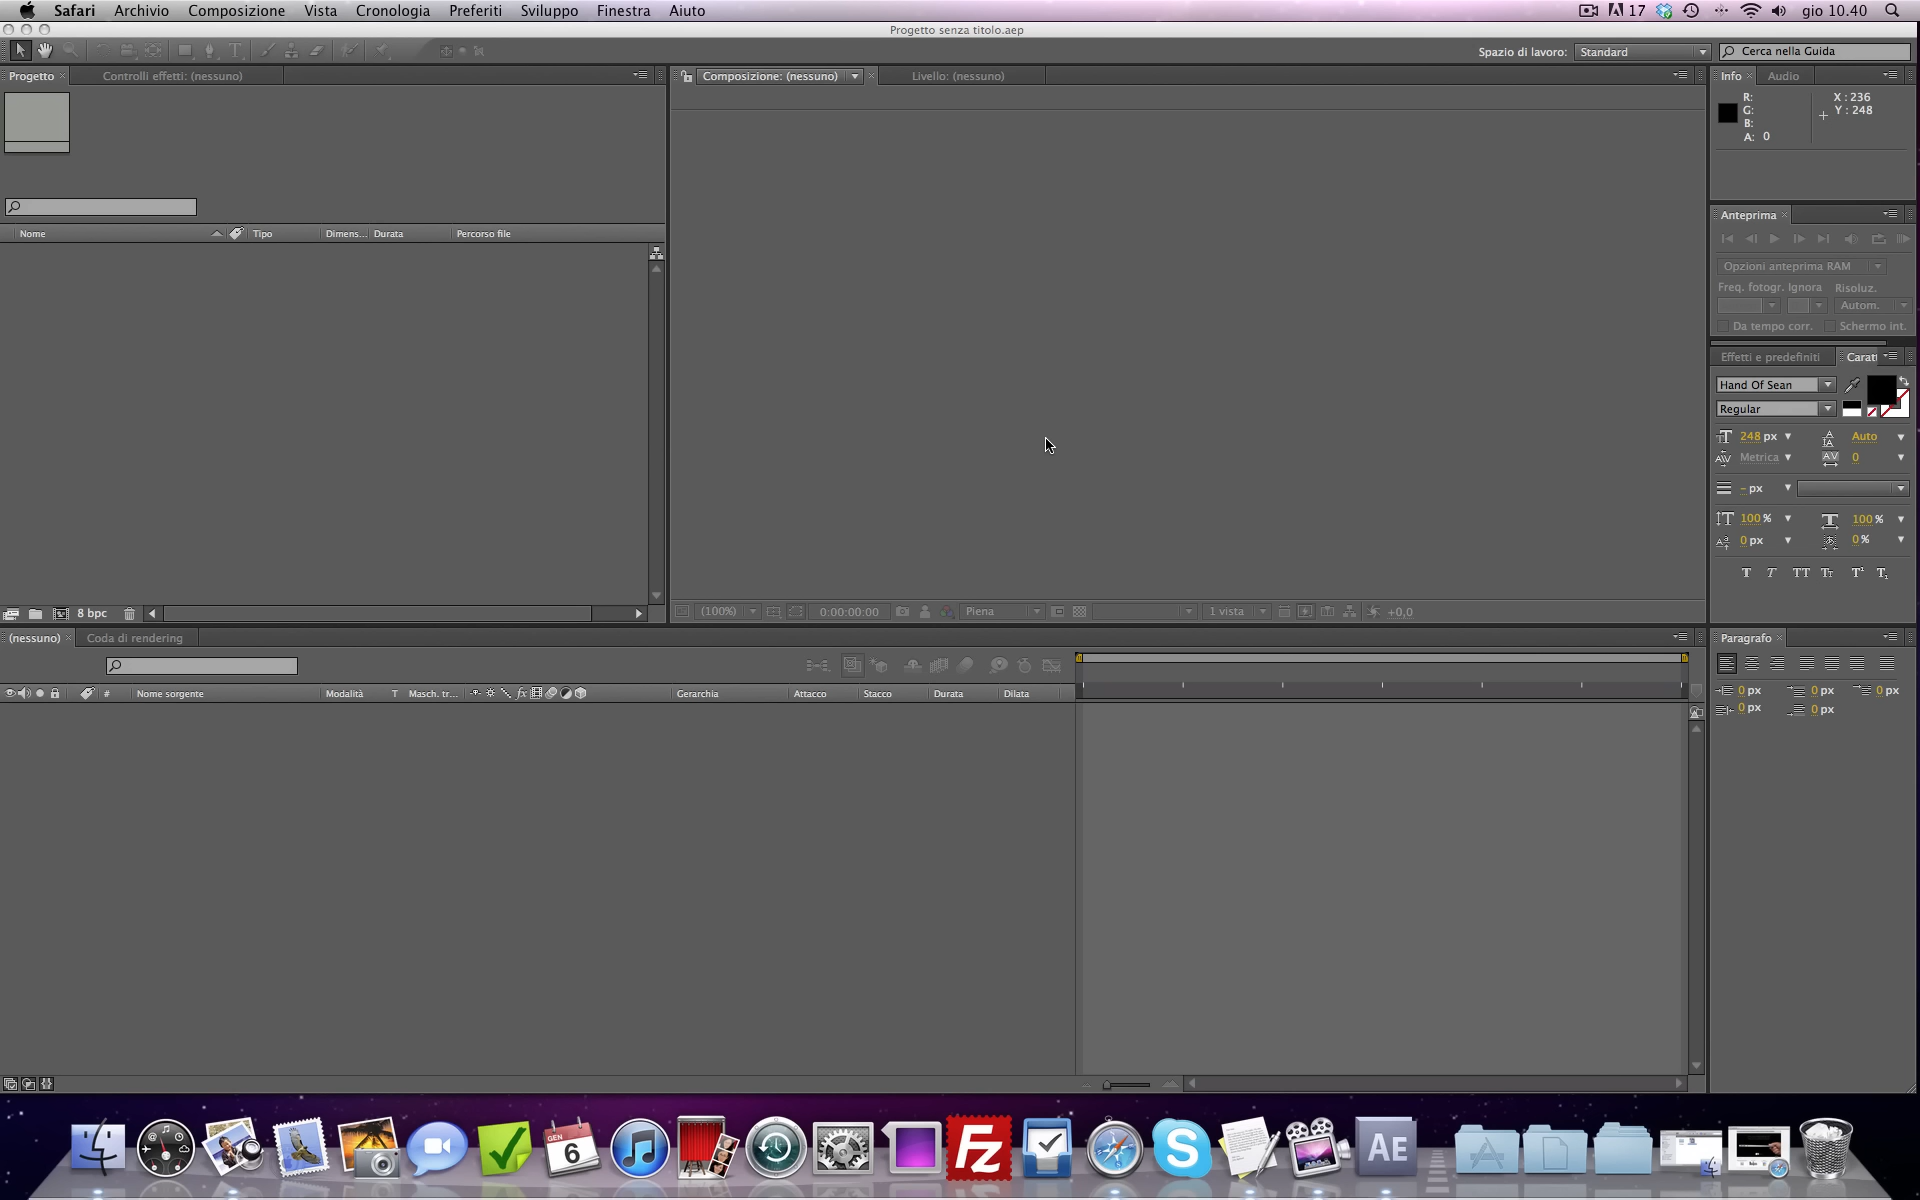 Safari Archivio Composizione Vista Cronologia Preferiti Sviluppo Finestra Aiuto 17 gio 10.40
Progetto senza titolo.aep
Spazio di lavoro: Standard Cerca nella Guida
Progetto Controlli effetti: (nessuno) Composizione: (nessuno) Livello: (nessuno) Info Audio
R: X : 236
G: Y : 248
B:
A: 0
Anteprima
Nome Tipo Dimens... Durata Percorso file
Opzioni anteprima RAM
Freq. fotogr. Ignora Risoluz.
Autom.
Da tempo corr. Schermo int.
Effetti e predefiniti Caratt
Hand Of Sean
Regular
248 px Auto
Metrica 0
- px
100 % 100 %
0 px 0 %
T T TT TT T T
8 bpc (100%) 0:00:00:00 Piena 1 vista +0,0
(nessuno) Coda di rendering Paragrafo
# Nome sorgente Modalità T Masch. tr... fx Gerarchia Attacco Stacco Durata Dilata
0 px 0 px 0 px
0 px 0 px
GEN
6
Fz
S
AE